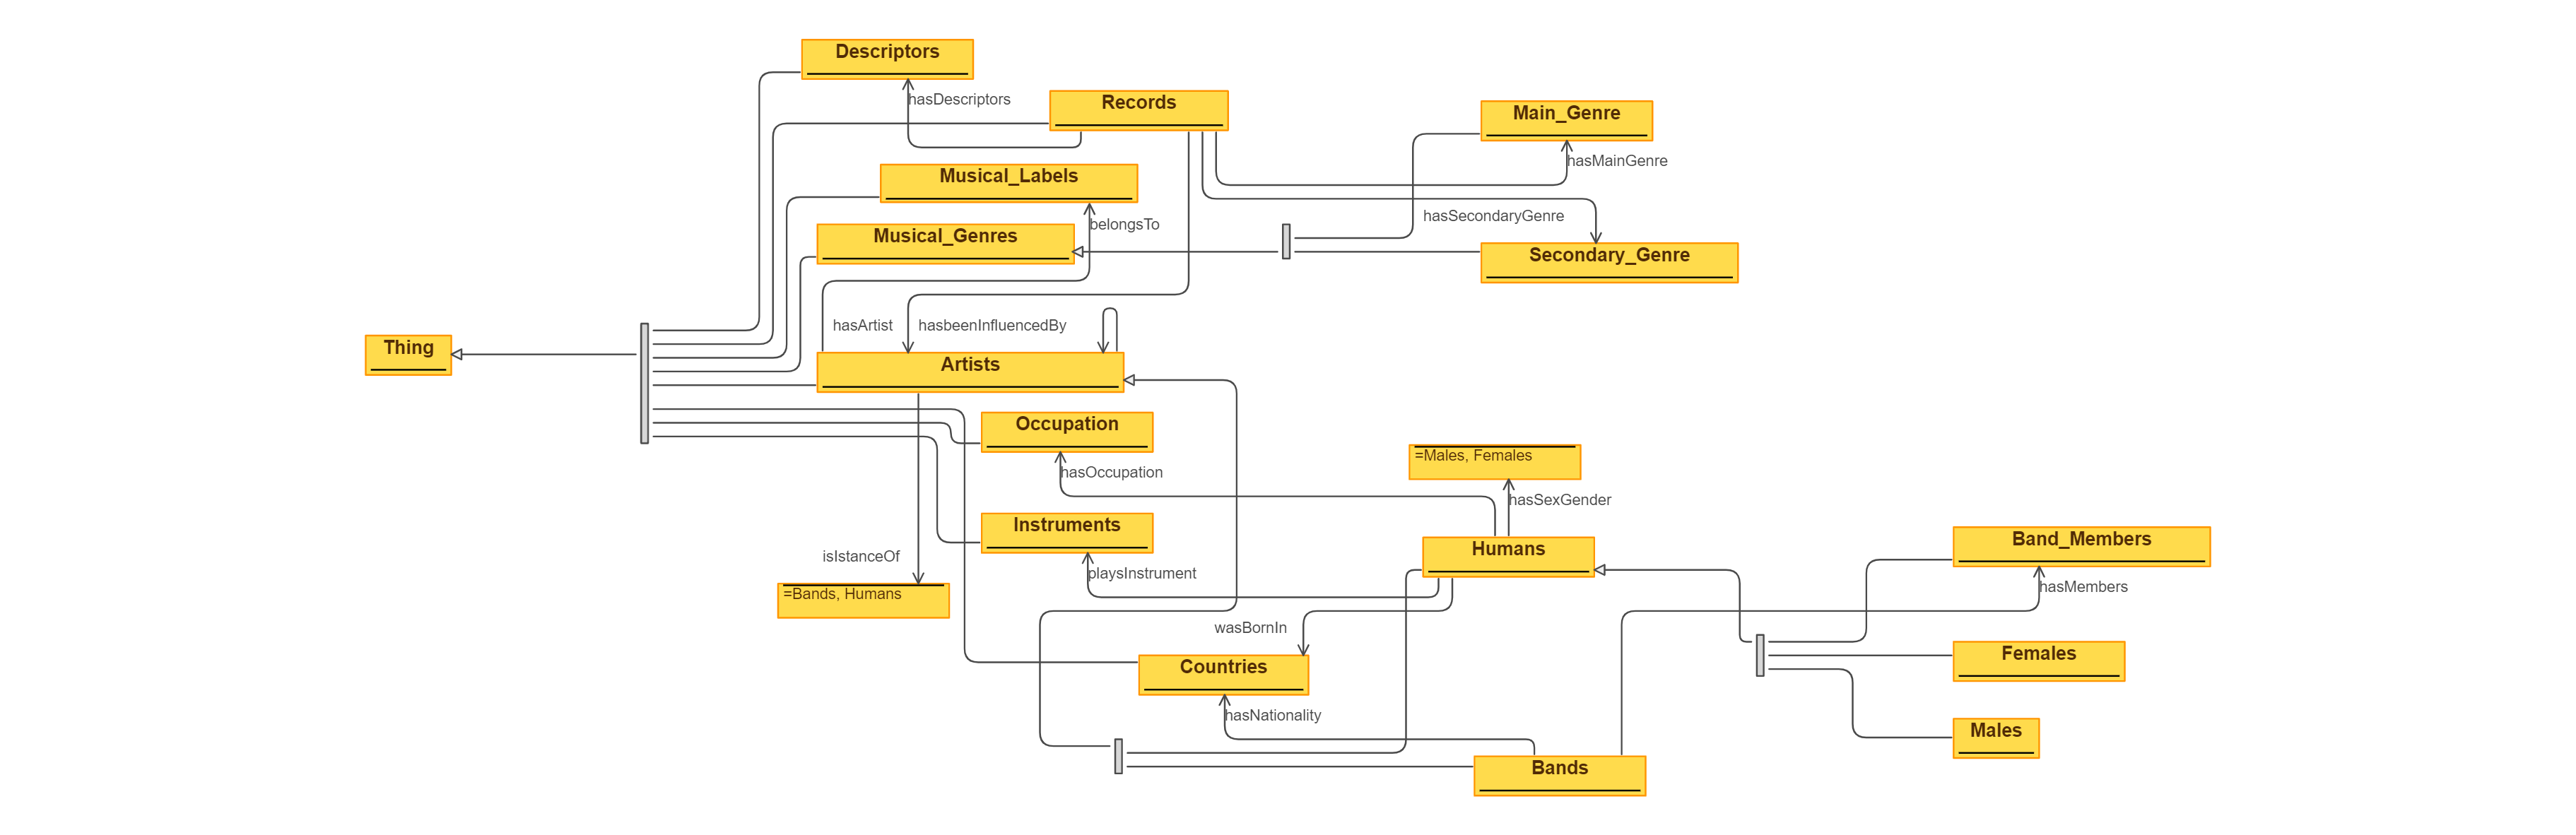 Descriptors
hasDescriptors
Records
Main_Genre
hasMainGenre
Musical_Labels
belongsTo
hasSecondaryGenre
Musical_Genres
Secondary_Genre
hasArtist
hasbeenInfluencedBy
Thing
Artists
Occupation
hasOccupation
=Males, Females
hasSexGender
Instruments
Humans
Band_Members
isIstanceOf
playsInstrument
hasMembers
=Bands, Humans
wasBornIn
Countries
Females
hasNationality
Males
Bands